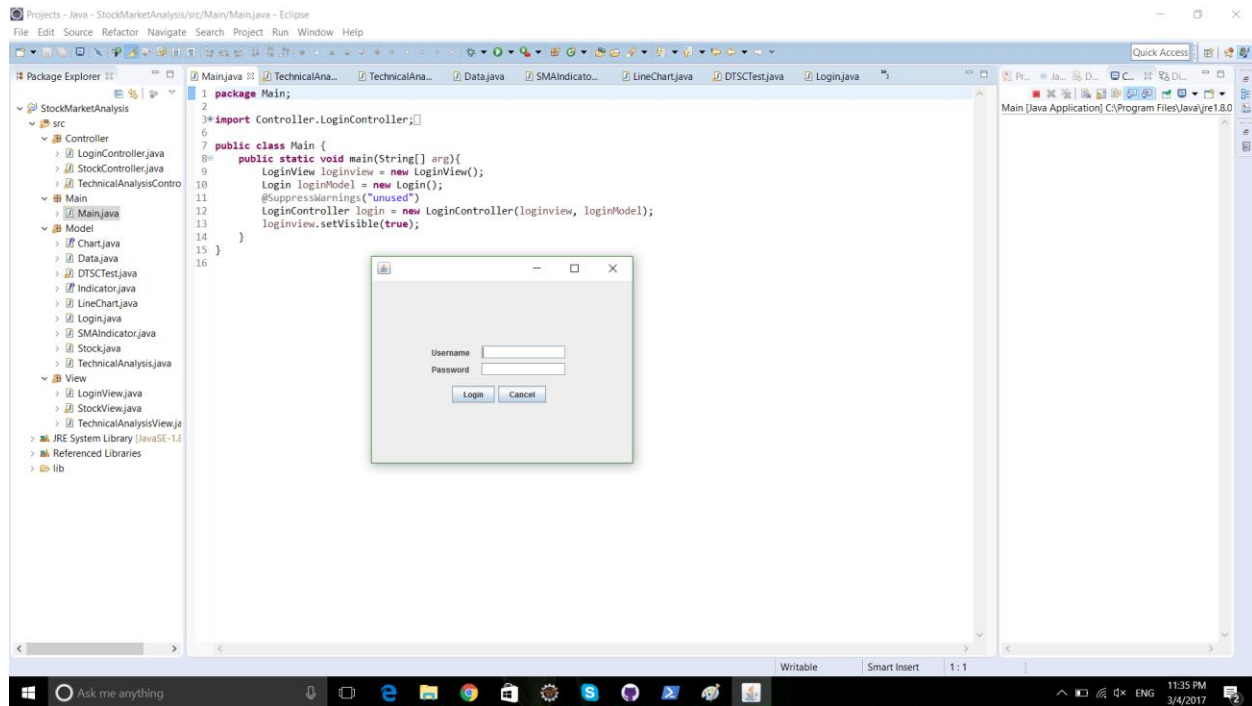 Projects - Java - StockMarketAnalysis/src/Main/Main.java - Eclipse
File Edit Source Refactor Navigate Search Project Run Window Help
Quick Access
Package Explorer
Main.java TechnicalAna... TechnicalAna... Data.java SMAIndicato... LineChart.java DTSCTest.java Login.java
Pr... Ja... D... C... Di...
StockMarketAnalysis
src
Controller
LoginController.java
StockController.java
TechnicalAnalysisContro
Main
Main.java
Model
Chart.java
Data.java
DTSCTest.java
Indicator.java
LineChart.java
Login.java
SMAIndicator.java
Stock.java
TechnicalAnalysis.java
View
LoginView.java
StockView.java
TechnicalAnalysisView.ja
JRE System Library [JavaSE-1.8
Referenced Libraries
lib
1 package Main;
2
3 import Controller.LoginController;
6
7 public class Main {
8 public static void main(String[] arg){
9 LoginView loginview = new LoginView();
10 Login loginModel = new Login();
11 @SuppressWarnings("unused")
12 LoginController login = new LoginController(loginview, loginModel);
13 loginview.setVisible(true);
14 }
15 }
16
Username
Password
Login Cancel
Main [Java Application] C:\Program Files\Java\jre1.8.0
Writable Smart Insert 1 : 1
Ask me anything
ENG
11:35 PM
3/4/2017
2